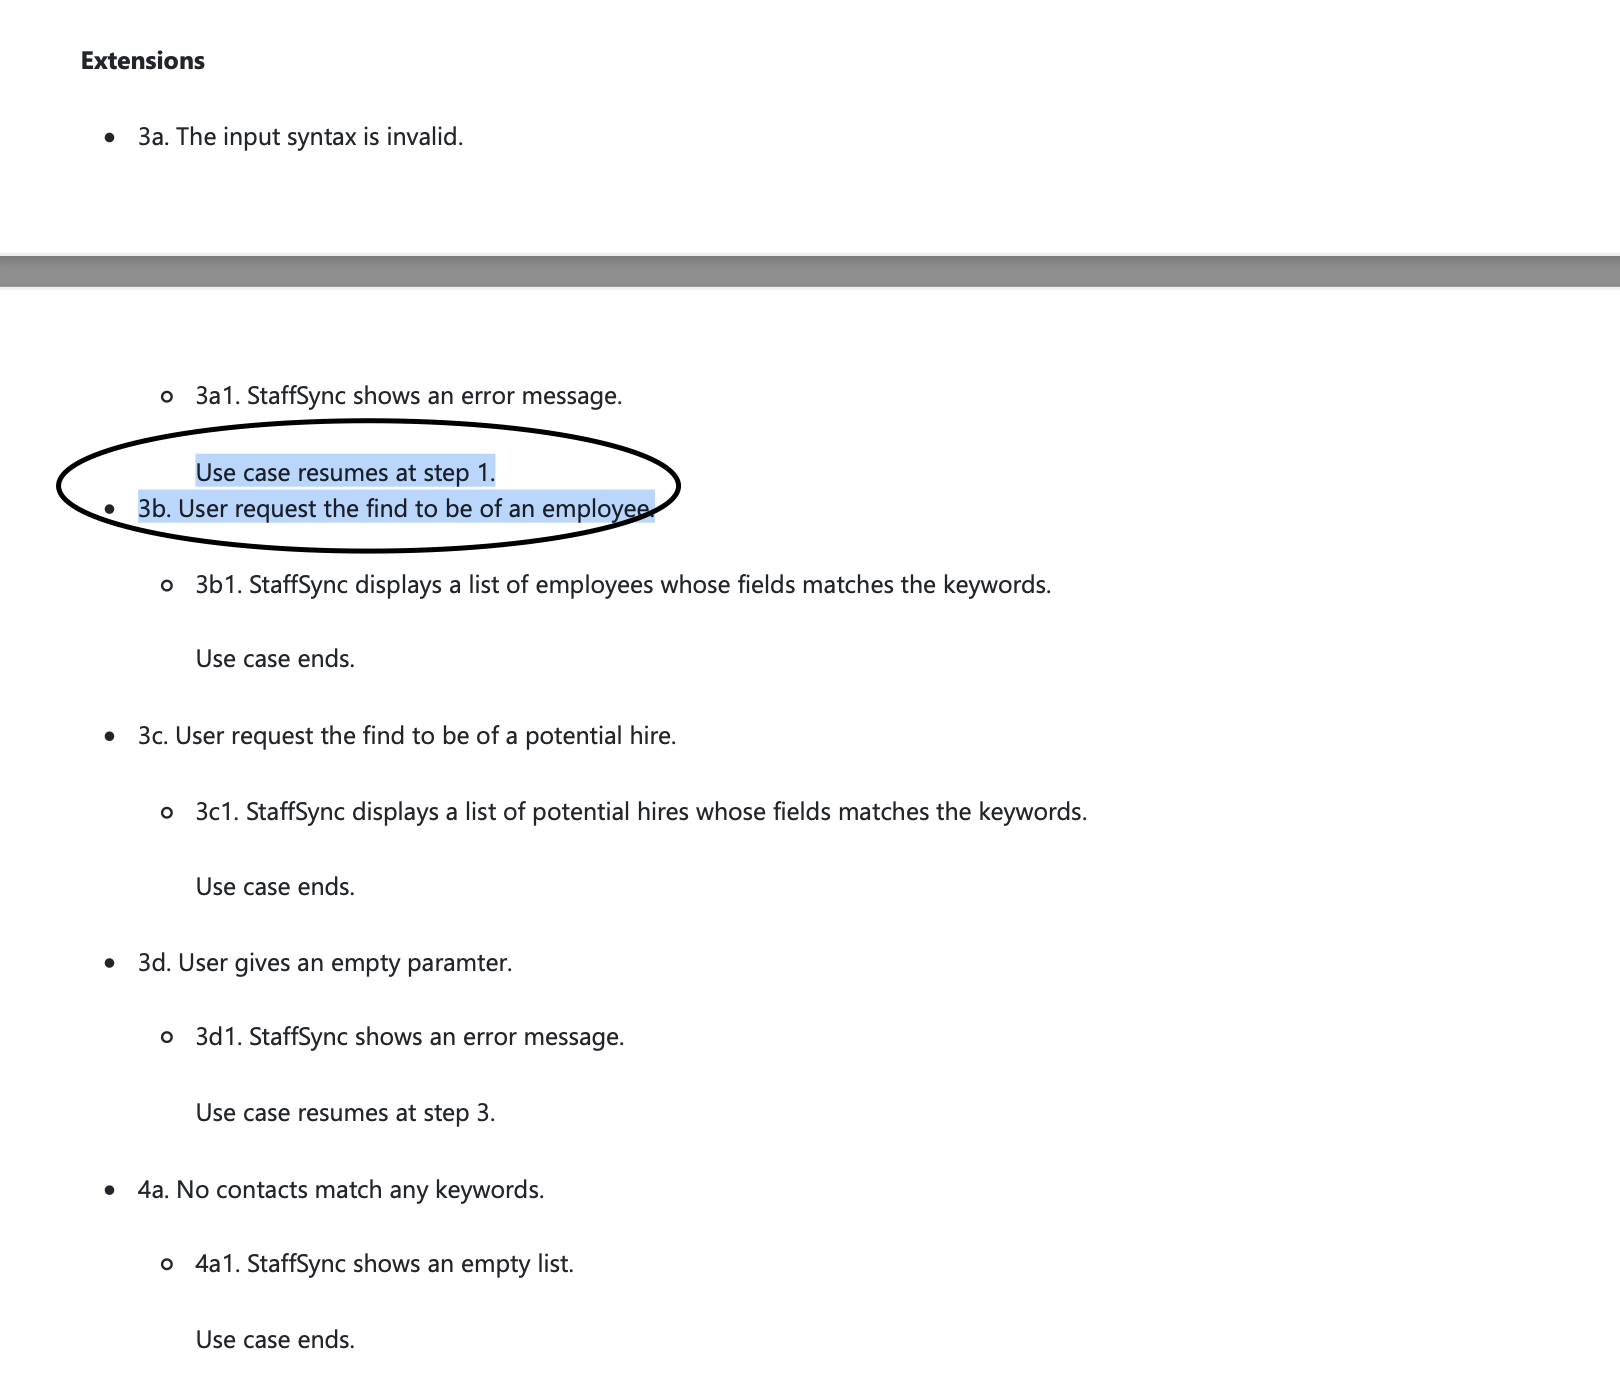 Extensions
3a. The input syntax is invalid.
3a1. StaffSync shows an error message.
Use case resumes at step 1.
3b. User request the find to be of an employee.
3b1. StaffSync displays a list of employees whose fields matches the keywords.
Use case ends.
3c. User request the find to be of a potential hire.
3c1. StaffSync displays a list of potential hires whose fields matches the keywords.
Use case ends.
3d. User gives an empty paramter.
3d1. StaffSync shows an error message.
Use case resumes at step 3.
4a. No contacts match any keywords.
4a1. StaffSync shows an empty list.
Use case ends.